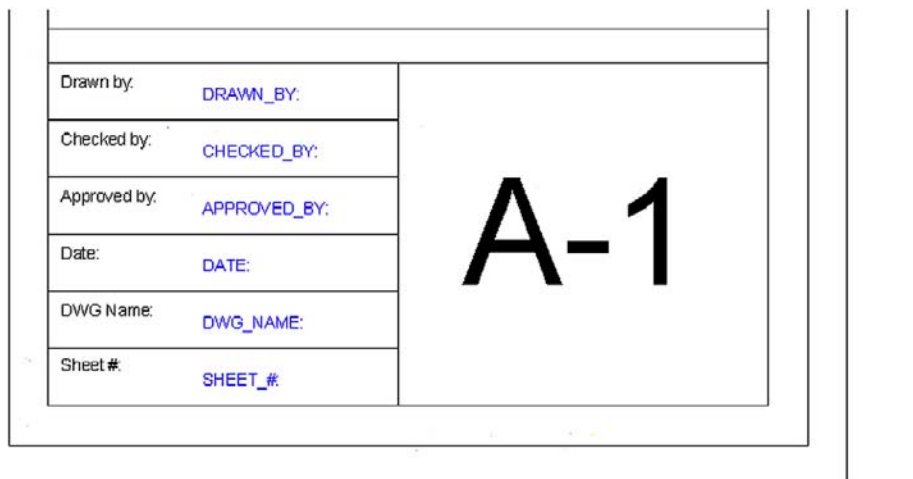 Drawn by:
DRAWN_BY:
Checked by:
CHECKED_BY:
Approved by:
APPROVED_BY:
Date:
DATE:
DWG Name:
DWG_NAME:
Sheet #:
SHEET_#:
A-1